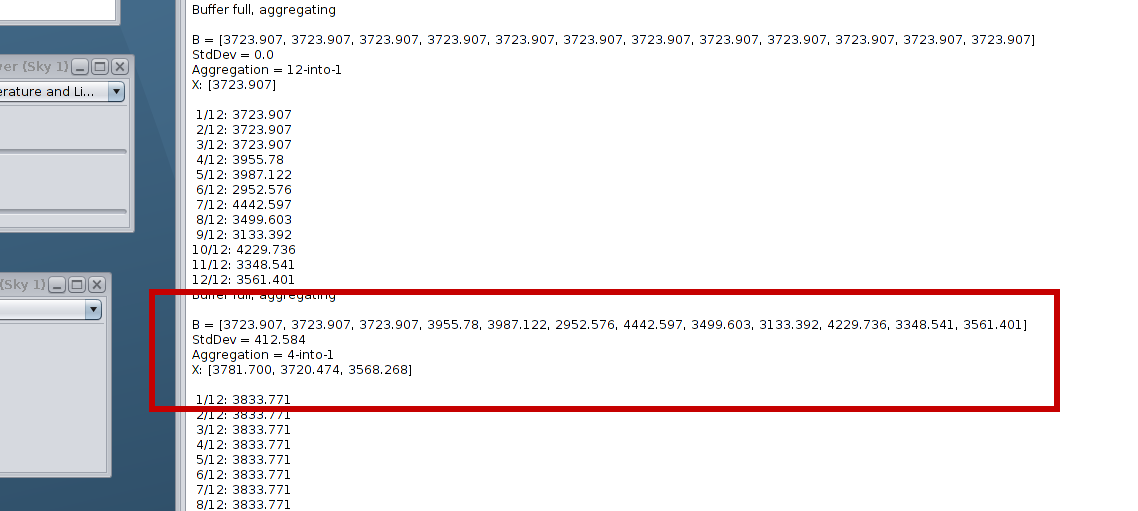 Buffer full, aggregating
B = [3723.907, 3723.907, 3723.907, 3723.907, 3723.907, 3723.907, 3723.907, 3723.907, 3723.907, 3723.907, 3723.907, 3723.907]
StdDev = 0.0
Aggregation = 12-into-1
X: [3723.907]
1/12: 3723.907
2/12: 3723.907
3/12: 3723.907
4/12: 3955.78
5/12: 3987.122
6/12: 2952.576
7/12: 4442.597
8/12: 3499.603
9/12: 3133.392
10/12: 4229.736
11/12: 3348.541
12/12: 3561.401
Buffer full, aggregating
B = [3723.907, 3723.907, 3723.907, 3955.78, 3987.122, 2952.576, 4442.597, 3499.603, 3133.392, 4229.736, 3348.541, 3561.401]
StdDev = 412.584
Aggregation = 4-into-1
X: [3781.700, 3720.474, 3568.268]
1/12: 3833.771
2/12: 3833.771
3/12: 3833.771
4/12: 3833.771
5/12: 3833.771
6/12: 3833.771
7/12: 3833.771
8/12: 3833.771
ver (Sky 1)
erature and Li...
(Sky 1)